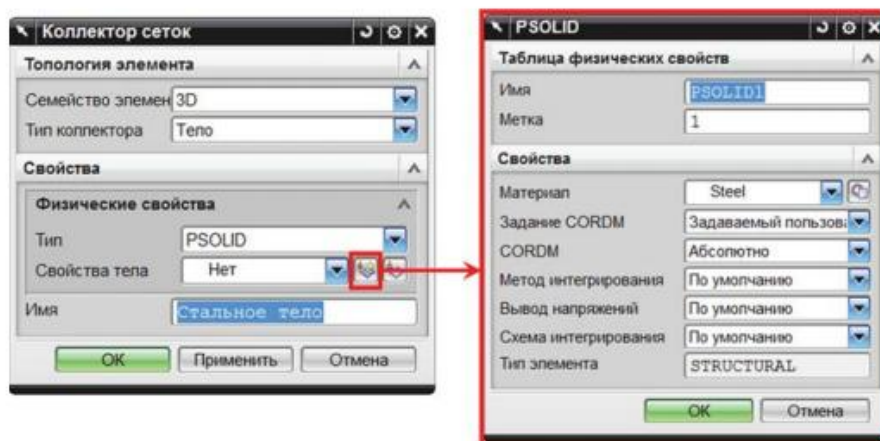 Коллектор сеток
Топология элемента
Семейство элемен 3D
Тип коллектора Тело
Свойства
Физические свойства
Тип PSOLID
Свойства тела Нет
Имя Стальное тело
ОК Применить Отмена
PSOLID
Таблица физических свойств
Имя PSOLID1
Метка 1
Свойства
Материал Steel
Задание CORDM Задаваемый пользова
CORDM Абсолютно
Метод интегрирования По умолчанию
Вывод напряжений По умолчанию
Схема интегрирования По умолчанию
Тип элемента STRUCTURAL
ОК Отмена